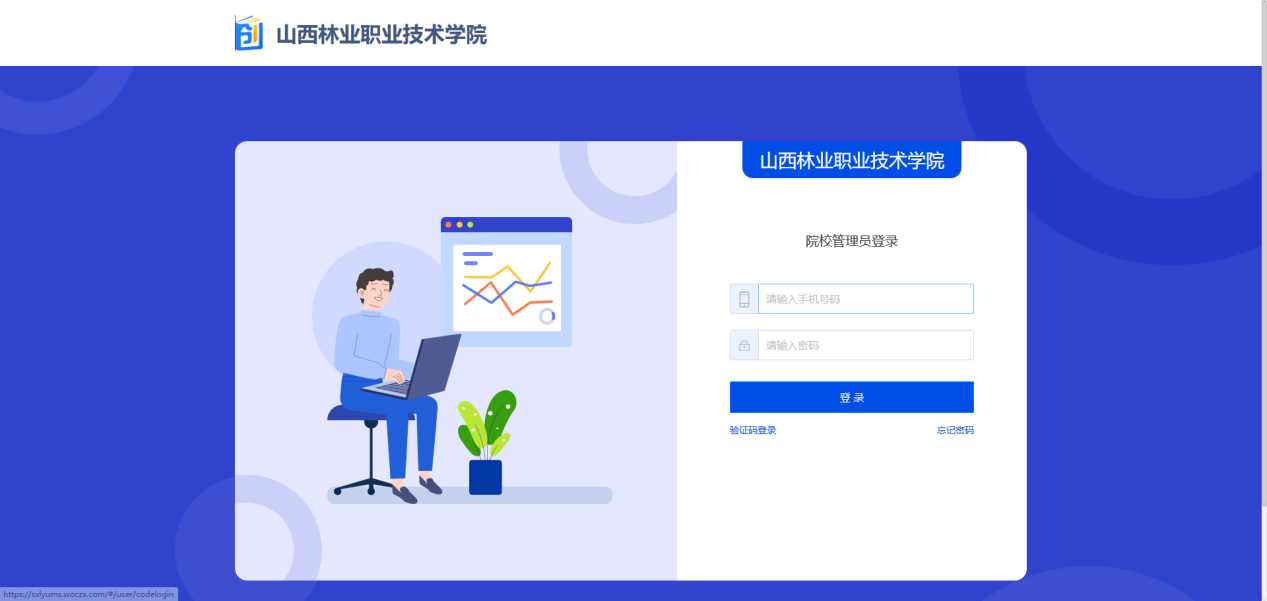 山西林业职业技术学院
山西林业职业技术学院
院校管理员登录
请输入手机号码
请输入密码
登 录
验证码登录
忘记密码
https://sxlyums.woczx.com/#/user/codelogin